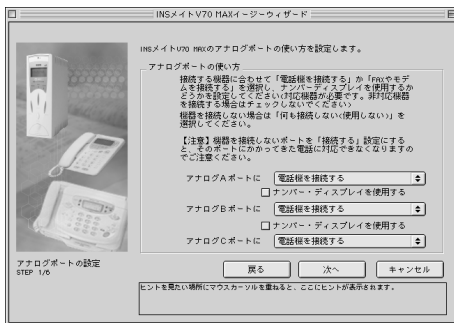 INSメイトV70 MAXイージーウィザード
INSメイトV70 MAXのアナログポートの使い方を設定します。
アナログポートの使い方
接続する機器に合わせて「電話機を接続する」か「FAXやモデ
ムを接続する」を選択し、ナンバーディスプレイを使用するか
どうかを設定してください(対応機器が必要です。非対応機器
を接続する場合はチェックしないでください)
機器を接続しない場合は「何も接続しない(使用しない)」を
選択してください。
【注意】機器を接続しないポートを「接続する」設定にする
と、そのポートにかかってきた電話に対応できなくなりますの
でご注意ください。
アナログAポートに 電話機を接続する
ナンバー・ディスプレイを使用する
アナログBポートに 電話機を接続する
ナンバー・ディスプレイを使用する
アナログCポートに 電話機を接続する
アナログポートの設定
STEP 1/6
戻る 次へ キャンセル
ヒントを見たい場所にマウスカーソルを重ねると、ここにヒントが表示されます。